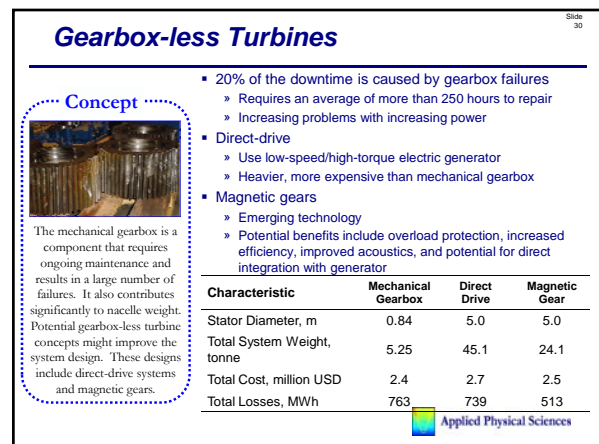 Slide
30
Gearbox-less Turbines
Concept
The mechanical gearbox is a
component that requires
ongoing maintenance and
results in a large number of
failures. It also contributes
significantly to nacelle weight.
Potential gearbox-less turbine
concepts might improve the
system design. These designs
include direct-drive systems
and magnetic gears.
▪ 20% of the downtime is caused by gearbox failures
» Requires an average of more than 250 hours to repair
» Increasing problems with increasing power
▪ Direct-drive
» Use low-speed/high-torque electric generator
» Heavier, more expensive than mechanical gearbox
▪ Magnetic gears
» Emerging technology
» Potential benefits include overload protection, increased
efficiency, improved acoustics, and potential for direct
integration with generator
Characteristic Mechanical Gearbox Direct Drive Magnetic Gear
Stator Diameter, m 0.84 5.0 5.0
Total System Weight, tonne 5.25 45.1 24.1
Total Cost, million USD 2.4 2.7 2.5
Total Losses, MWh 763 739 513
Applied Physical Sciences